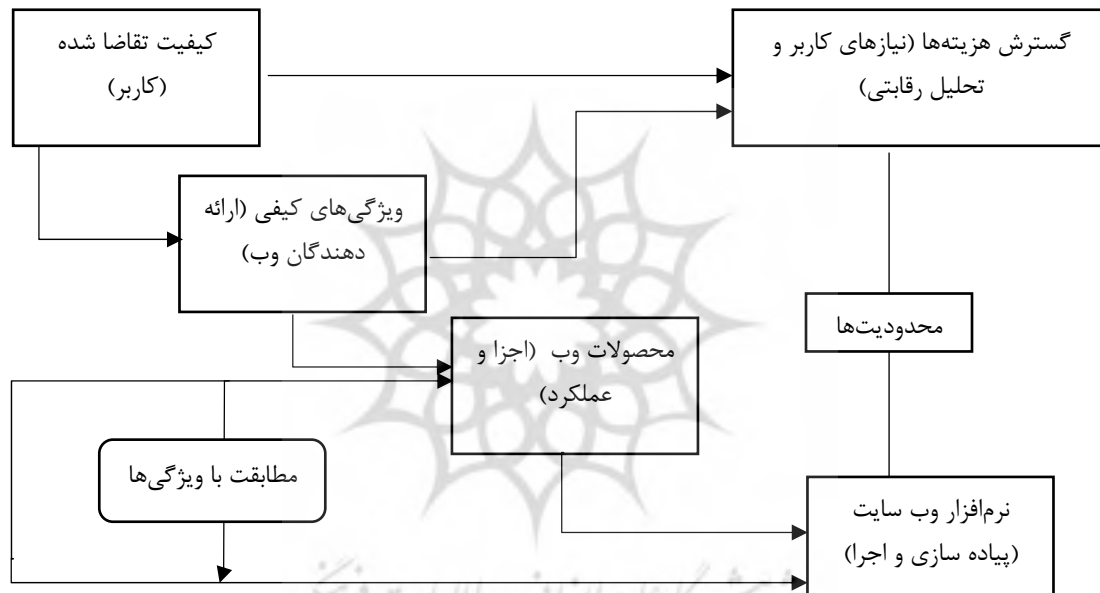 کیفیت تقاضا شده
(کاربر)
گسترش هزیته‌ها (نیازهای کاربر و
تحلیل رقابتی)
ویژگی‌های کیفی (ارائه
دهندگان وب)
محدودیت‌ها
محصولات وب (اجزا و
عملکرد)
مطابقت با ویژگی‌ها
نرم‌افزار وب سایت
(پیاده سازی و اجرا)